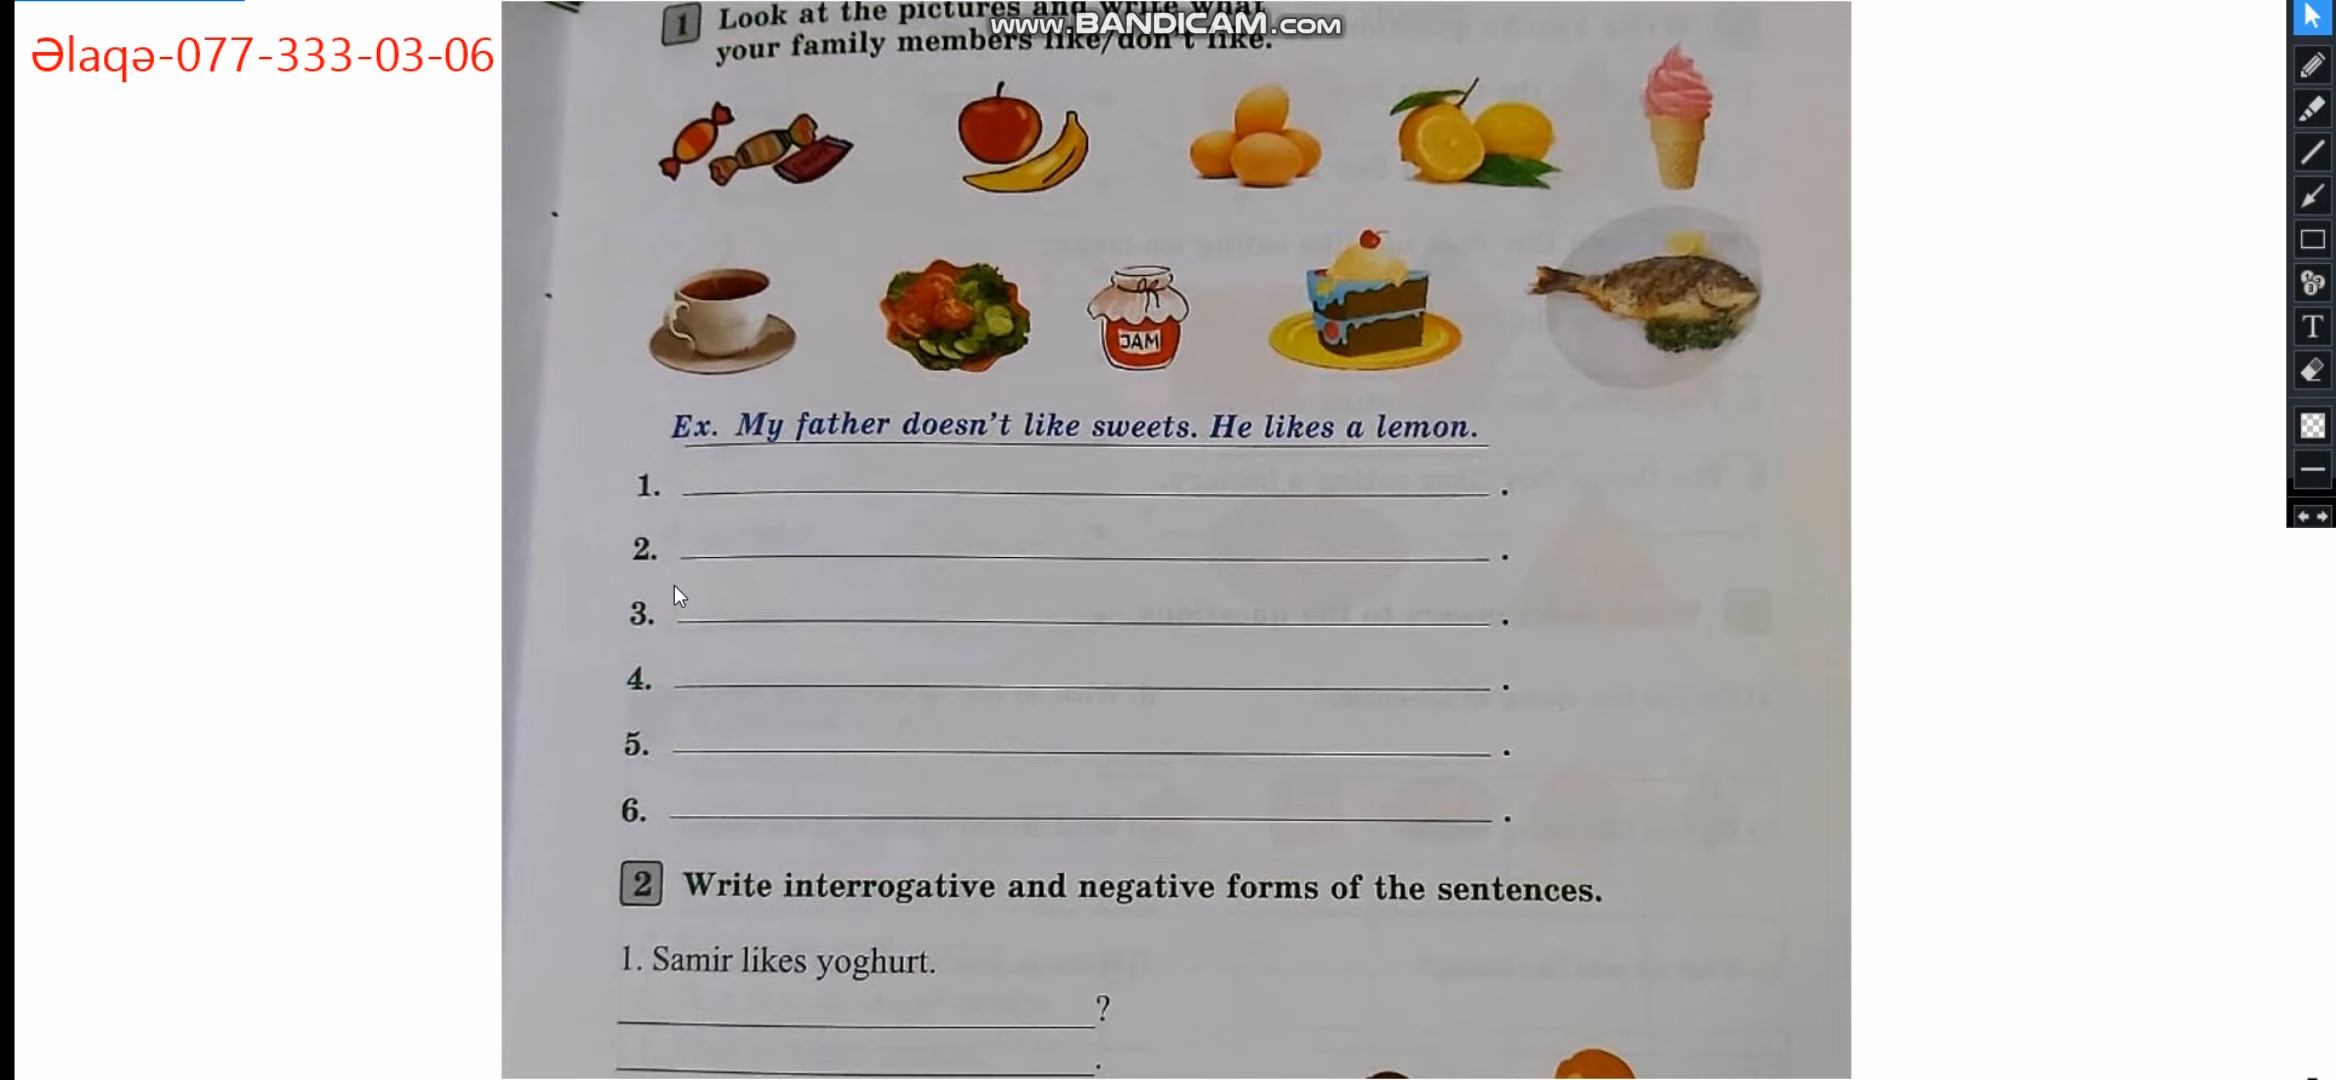 Əlaqə-077-333-03-06
www.BANDICAM.com
1 Look at the pictures and write what
your family members like/don't like.
JAM
Ex. My father doesn't like sweets. He likes a lemon.
1. .
2. .
3. .
4. .
5. .
6. .
2 Write interrogative and negative forms of the sentences.
1. Samir likes yoghurt.
?
.
T